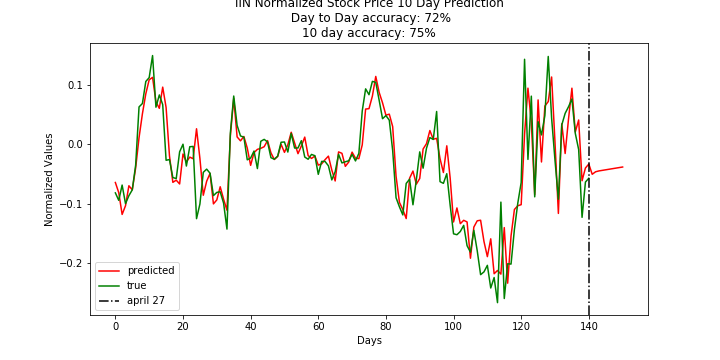 IIN Normalized Stock Price 10 Day Prediction
Day to Day accuracy: 72%
10 day accuracy: 75%
Normalized Values
0.1
0.0
−0.1
−0.2
predicted
true
april 27
0 20 40 60 80 100 120 140
Days